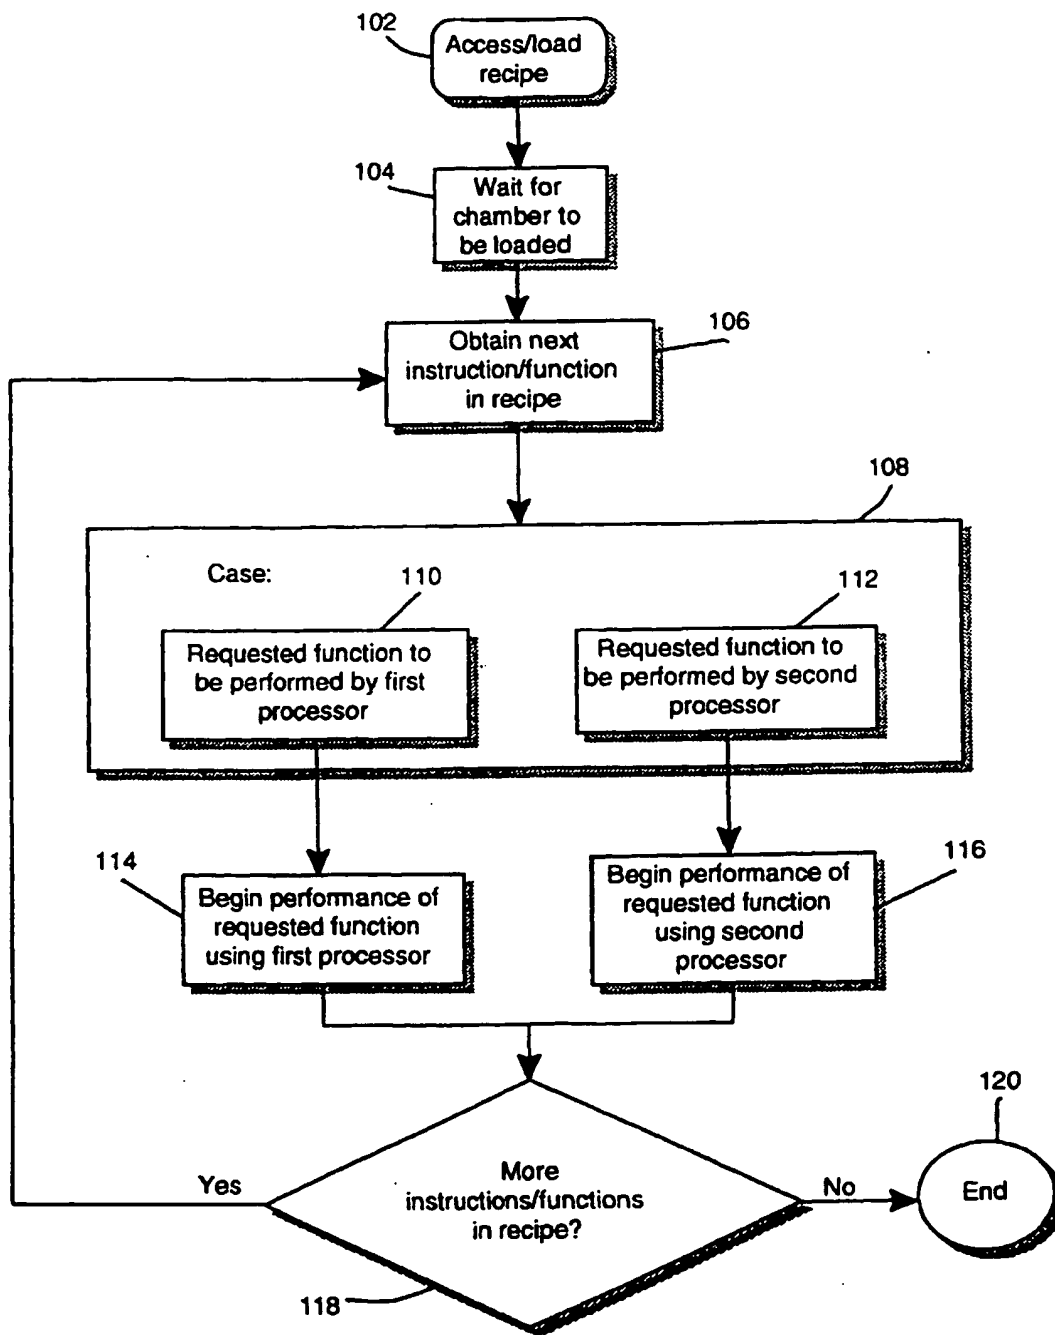 102
Access/load
recipe
104
Wait for
chamber to
be loaded
106
Obtain next
instruction/function
in recipe
108
Case:
110
112
Requested function to
be performed by first
processor
Requested function to
be performed by second
processor
114
Begin performance of
requested function
using first processor
116
Begin performance of
requested function
using second
processor
120
Yes
More
instructions/functions
in recipe?
No
End
118